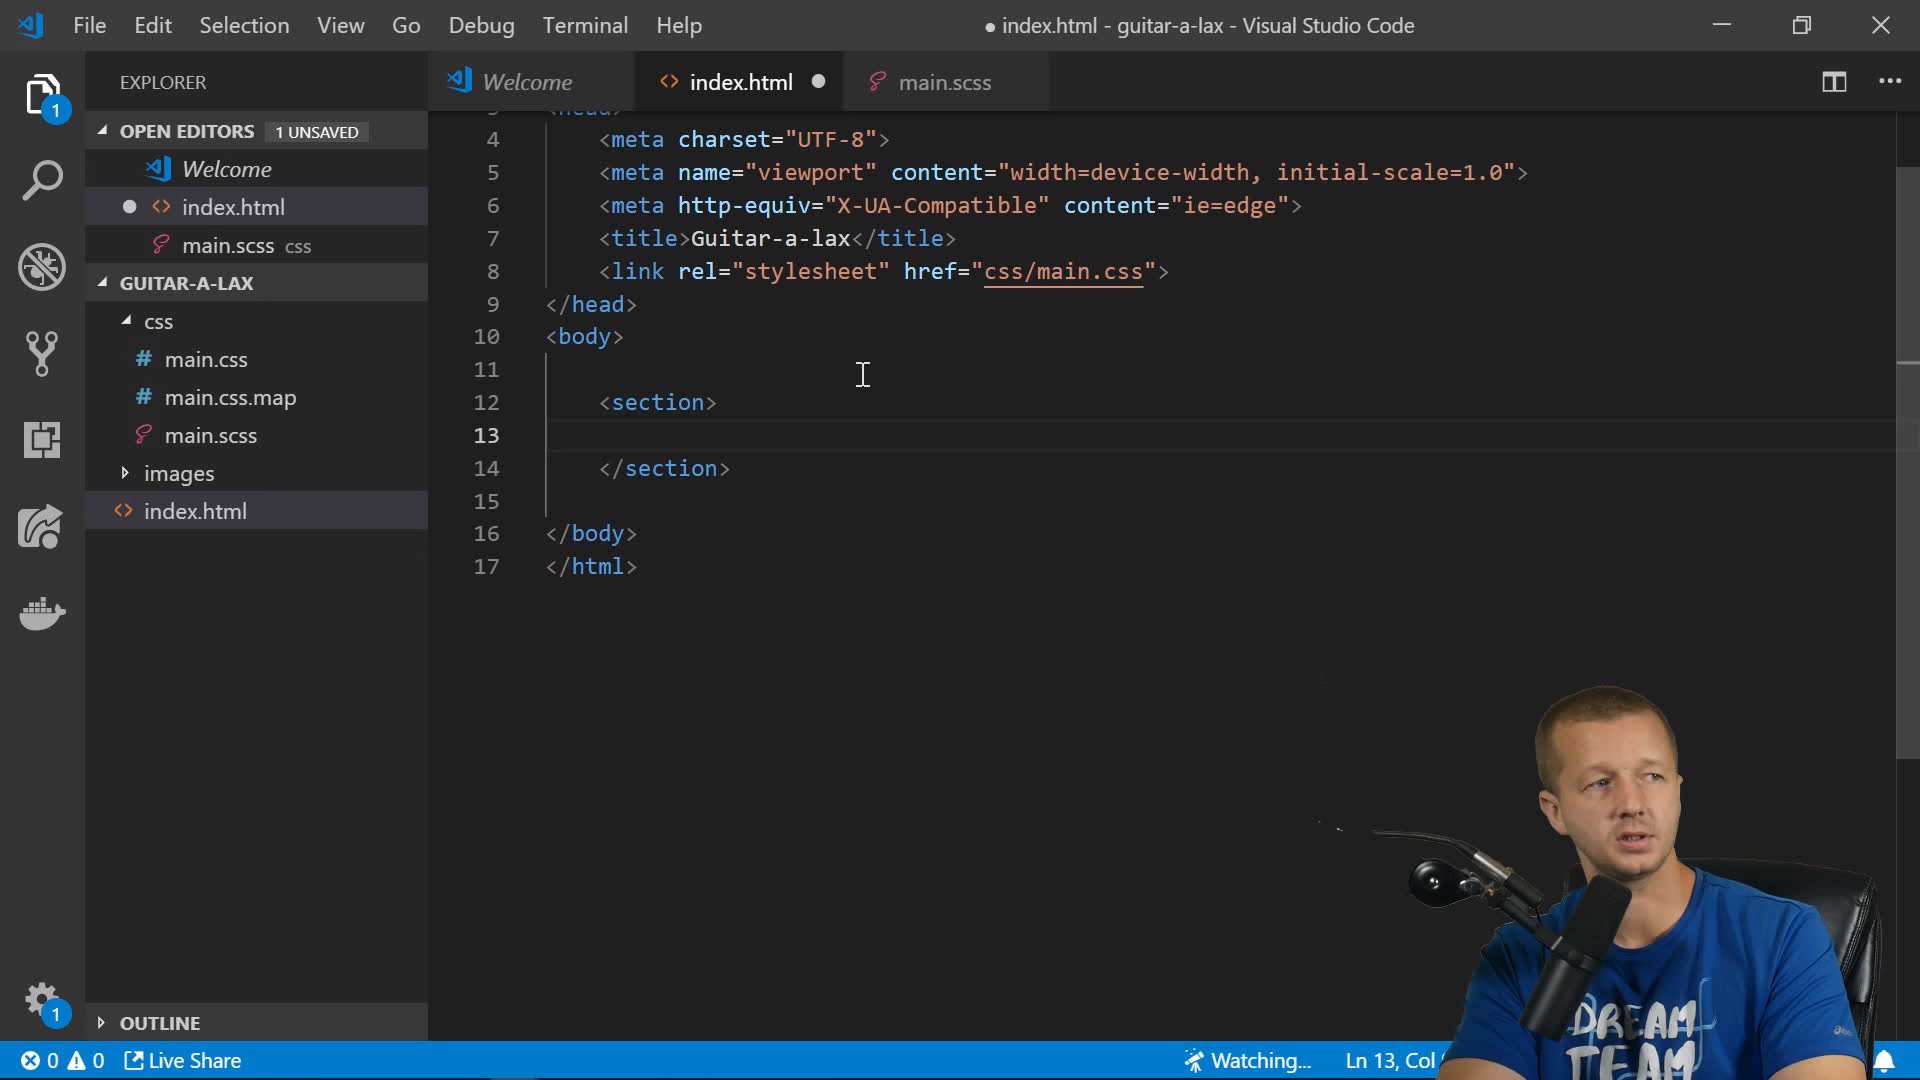 File Edit Selection View Go Debug Terminal Help
● index.html - guitar-a-lax - Visual Studio Code
EXPLORER
OPEN EDITORS 1 UNSAVED
Welcome
index.html
main.scss css
GUITAR-A-LAX
css
main.css
main.css.map
main.scss
images
index.html
OUTLINE
1
1
Welcome index.html main.scss
3 <head>
4 <meta charset="UTF-8">
5 <meta name="viewport" content="width=device-width, initial-scale=1.0">
6 <meta http-equiv="X-UA-Compatible" content="ie=edge">
7 <title>Guitar-a-lax</title>
8 <link rel="stylesheet" href="css/main.css">
9 </head>
10 <body>
11
12 <section>
13
14 </section>
15
16 </body>
17 </html>
DREAM
TEAM
0 0 Live Share Watching... Ln 13, Col